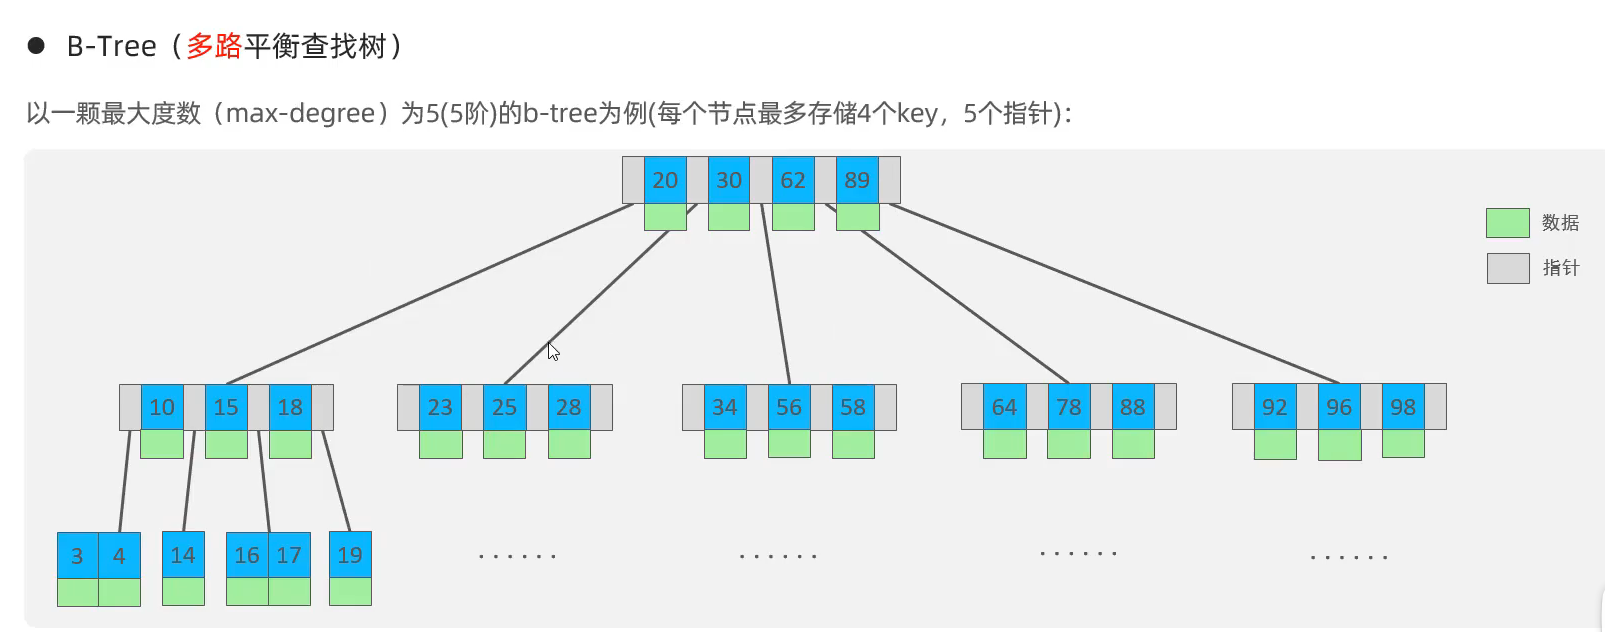 ● B-Tree（多路平衡查找树）
以一颗最大度数（max-degree）为5(5阶)的b-tree为例(每个节点最多存储4个key，5个指针)：
20 30 62 89
数据
指针
10 15 18 23 25 28 34 56 58 64 78 88 92 96 98
3 4 14 16 17 19 ······ ······ ······ ······